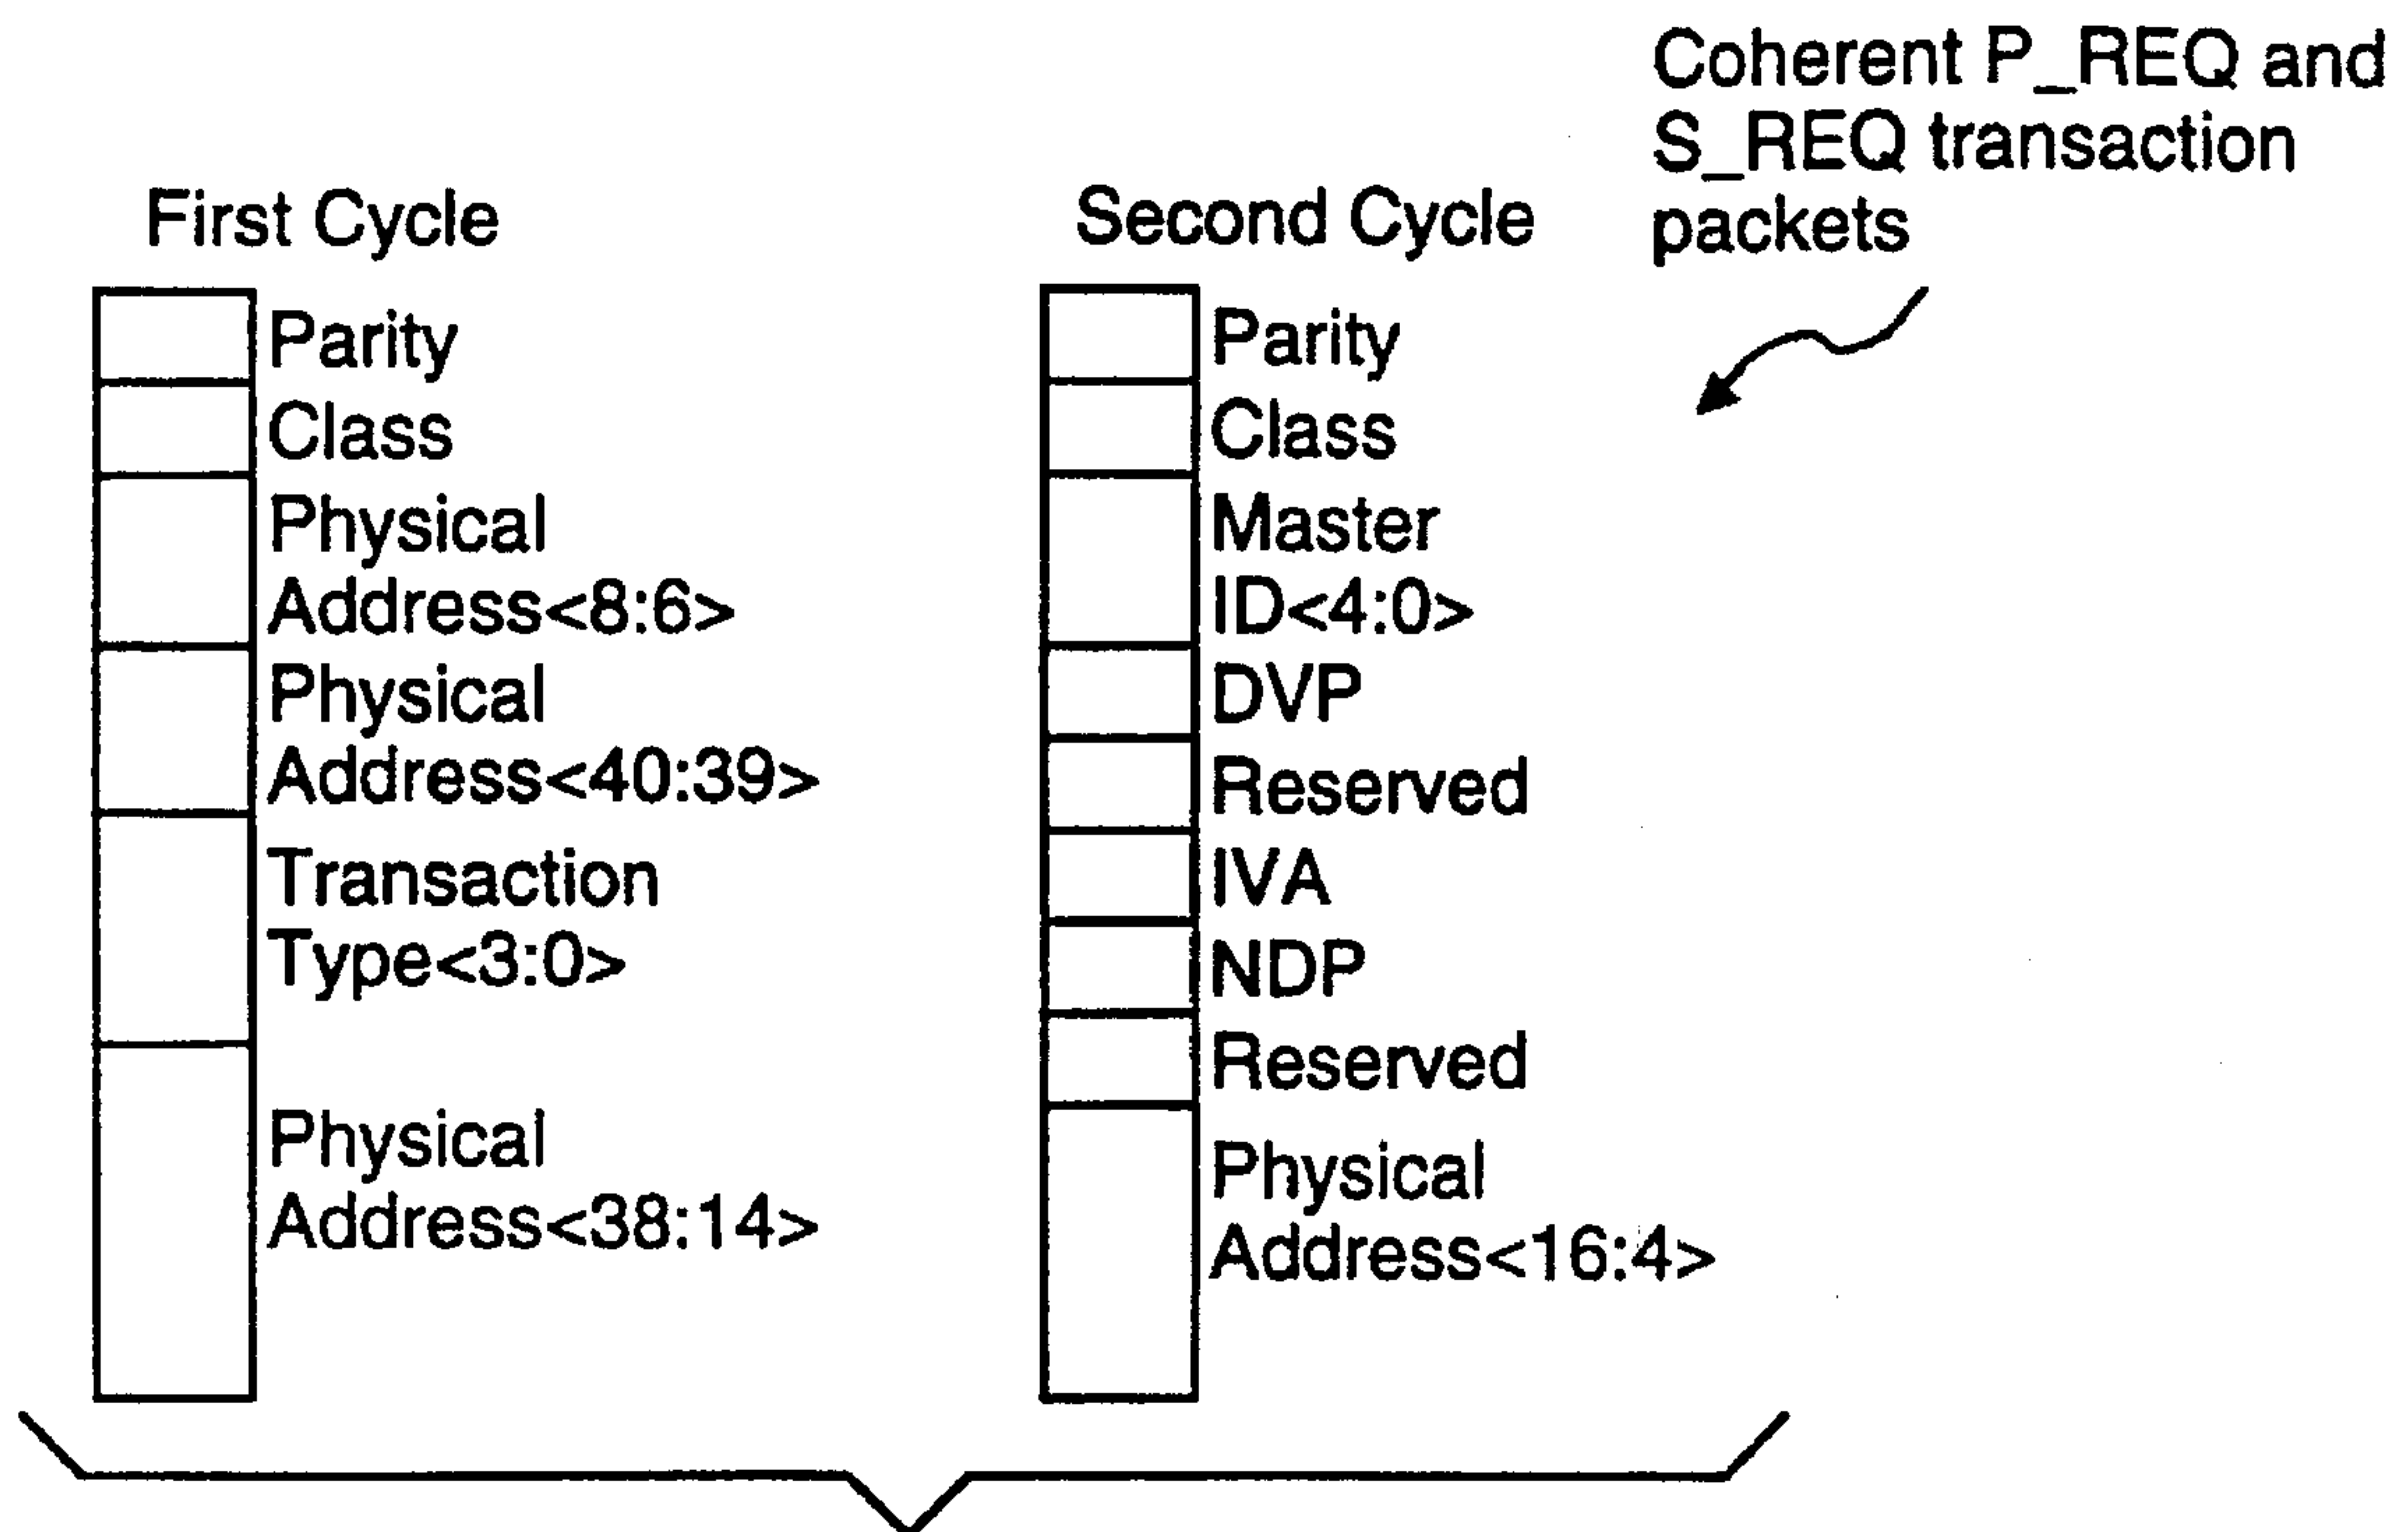 Coherent P_REQ and
S_REQ transaction
packets
First Cycle
Parity
Class
Physical
Address<8:6>
Physical
Address<40:39>
Transaction
Type<3:0>
Physical
Address<38:14>
Second Cycle
Parity
Class
Master
ID<4:0>
DVP
Reserved
IVA
NDP
Reserved
Physical
Address<16:4>